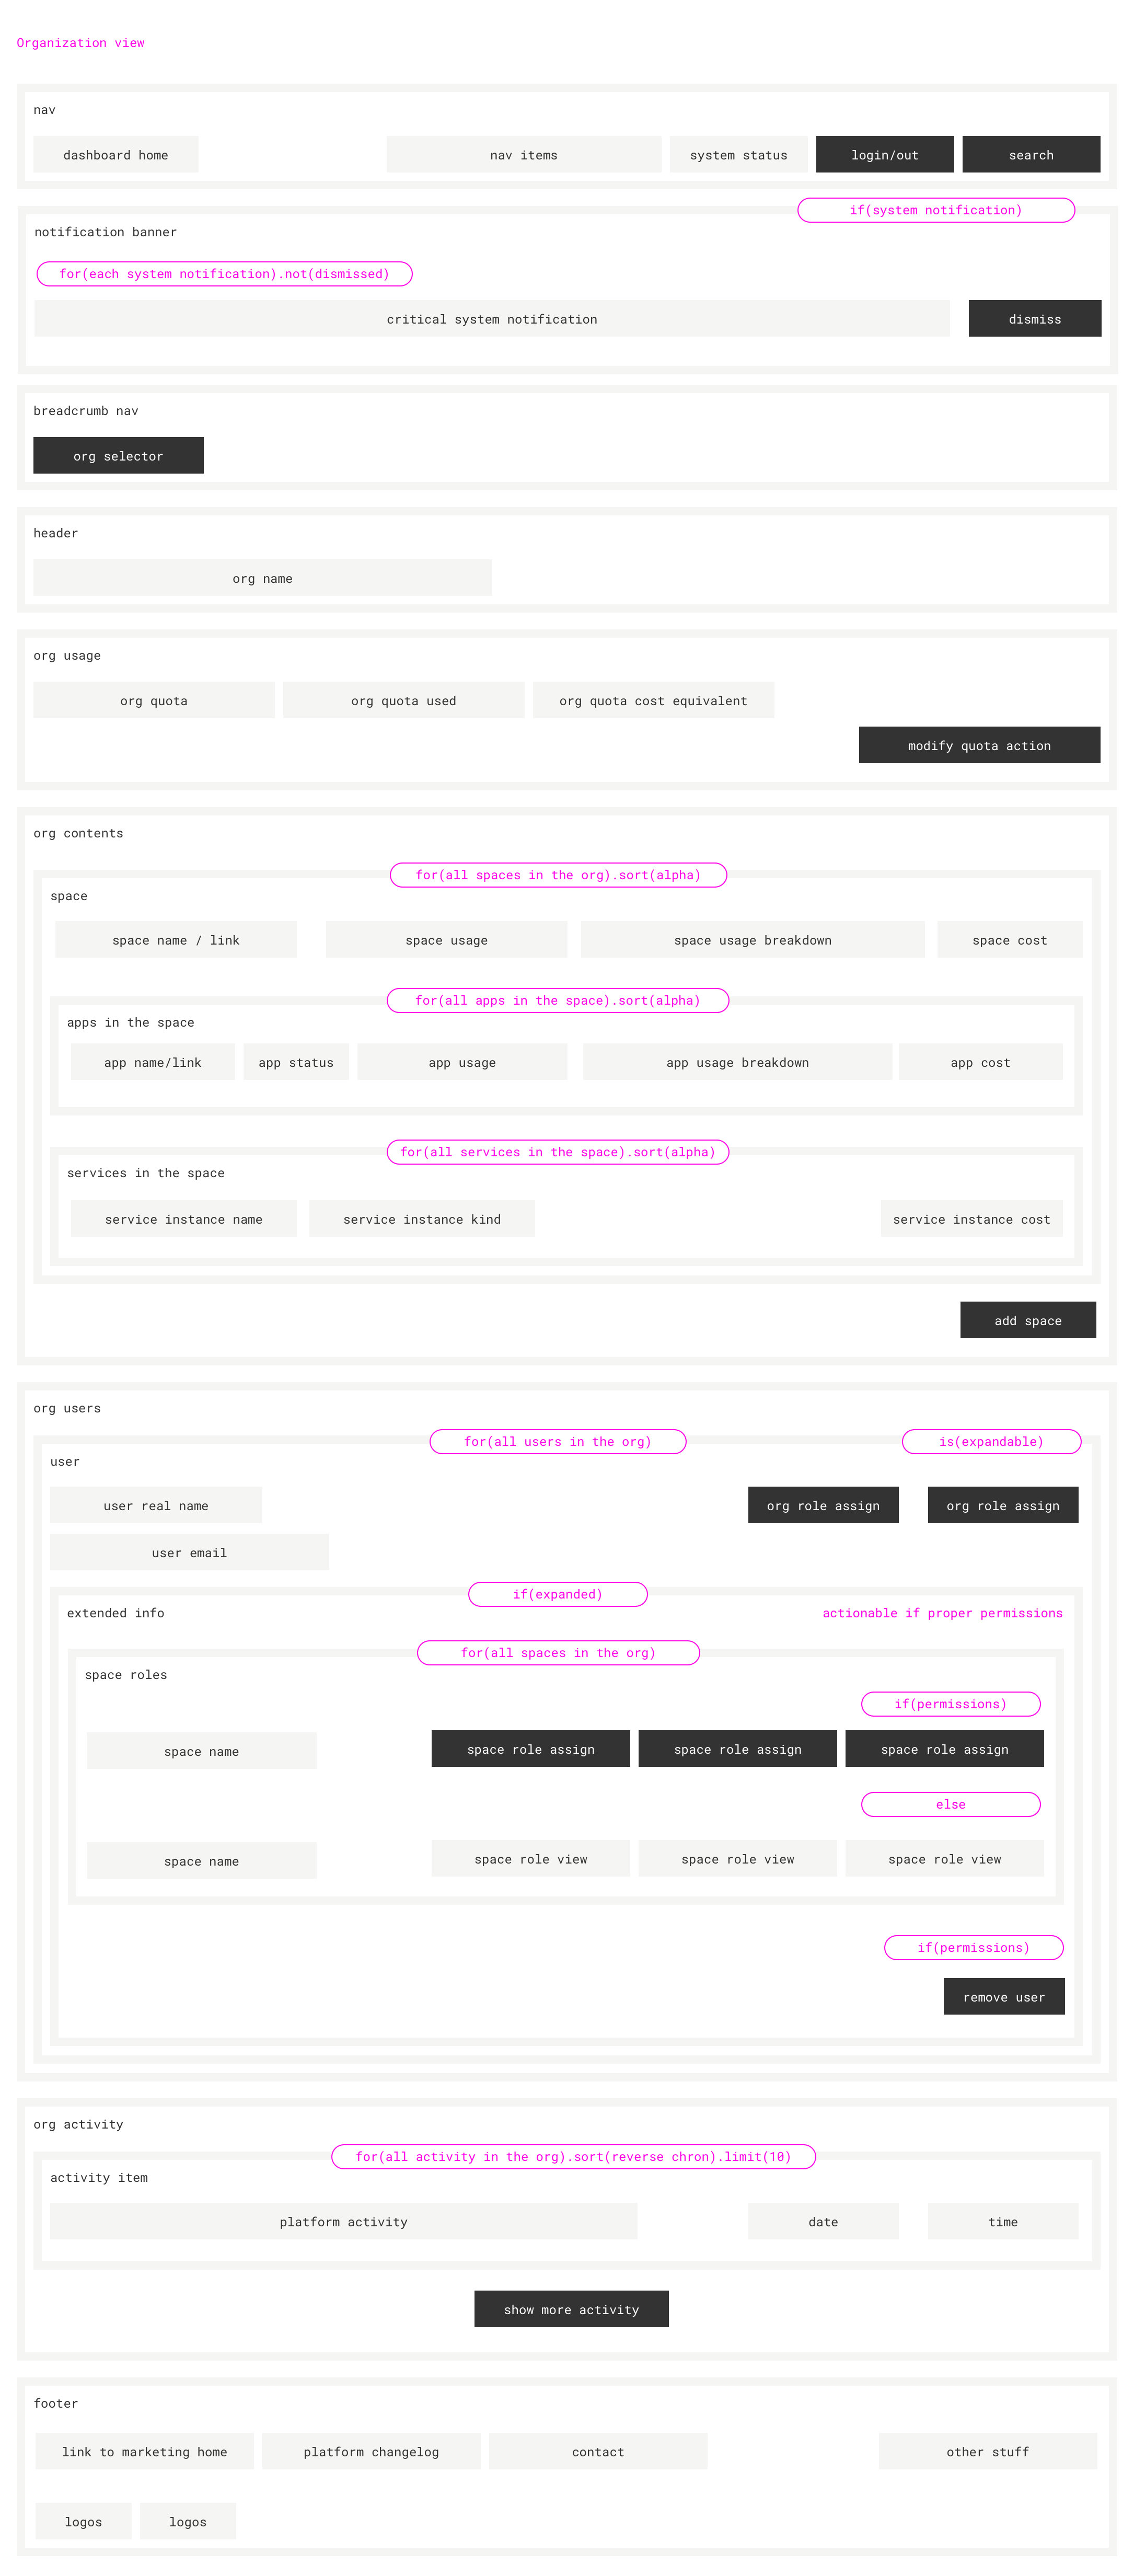 Organization view
nav
dashboard home
nav items
system status
login/out
search
if(system notification)
notification banner
for(each system notification).not(dismissed)
critical system notification
dismiss
breadcrumb nav
org selector
header
org name
org usage
org quota
org quota used
org quota cost equivalent
modify quota action
org contents
for(all spaces in the org).sort(alpha)
space
space name / link
space usage
space usage breakdown
space cost
for(all apps in the space).sort(alpha)
apps in the space
app name/link
app status
app usage
app usage breakdown
app cost
for(all services in the space).sort(alpha)
services in the space
service instance name
service instance kind
service instance cost
add space
org users
for(all users in the org)
is(expandable)
user
user real name
org role assign
org role assign
user email
if(expanded)
extended info
actionable if proper permissions
for(all spaces in the org)
space roles
if(permissions)
space name
space role assign
space role assign
space role assign
else
space name
space role view
space role view
space role view
if(permissions)
remove user
org activity
for(all activity in the org).sort(reverse chron).limit(10)
activity item
platform activity
date
time
show more activity
footer
link to marketing home
platform changelog
contact
other stuff
logos
logos